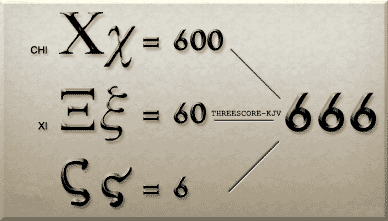 CHI Χχ = 600
XI Ξξ = 60 THREESCORE-KJV 666
Ϛϛ = 6